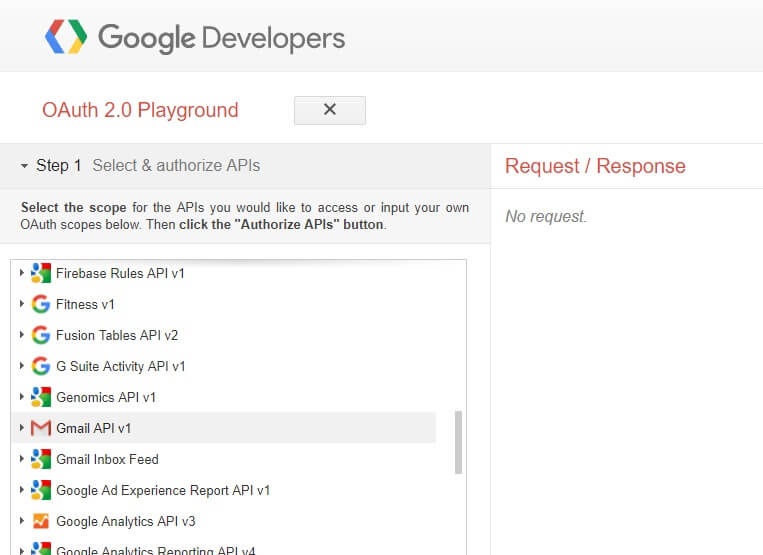 Google Developers
OAuth 2.0 Playground
Step 1 Select & authorize APIs
Select the scope for the APIs you would like to access or input your own
OAuth scopes below. Then click the "Authorize APIs" button.
Firebase Rules API v1
Fitness v1
Fusion Tables API v2
G Suite Activity API v1
Genomics API v1
Gmail API v1
Gmail Inbox Feed
Google Ad Experience Report API v1
Google Analytics API v3
Google Analytics Reporting API v4
Request / Response
No request.